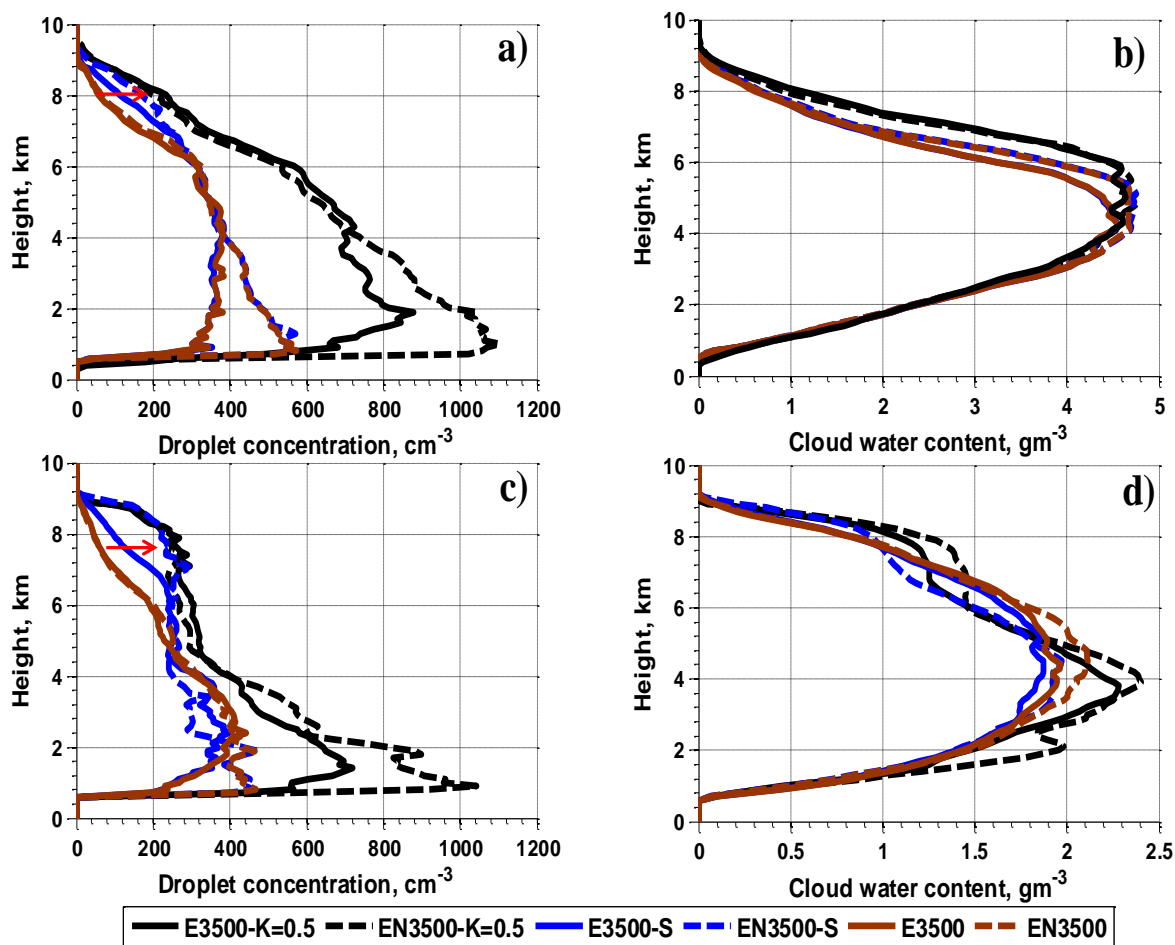 a)
10
8
6
4
2
0
Height, km
0 200 400 600 800 1000 1200
Droplet concentration, cm-3
b)
10
8
6
4
2
0
Height, km
0 1 2 3 4 5
Cloud water content, gm-3
c)
10
8
6
4
2
0
Height, km
0 200 400 600 800 1000 1200
Droplet concentration, cm-3
d)
10
8
6
4
2
0
Height, km
0 0.5 1 1.5 2 2.5
Cloud water content, gm-3
E3500-K=0.5 EN3500-K=0.5 E3500-S EN3500-S E3500 EN3500